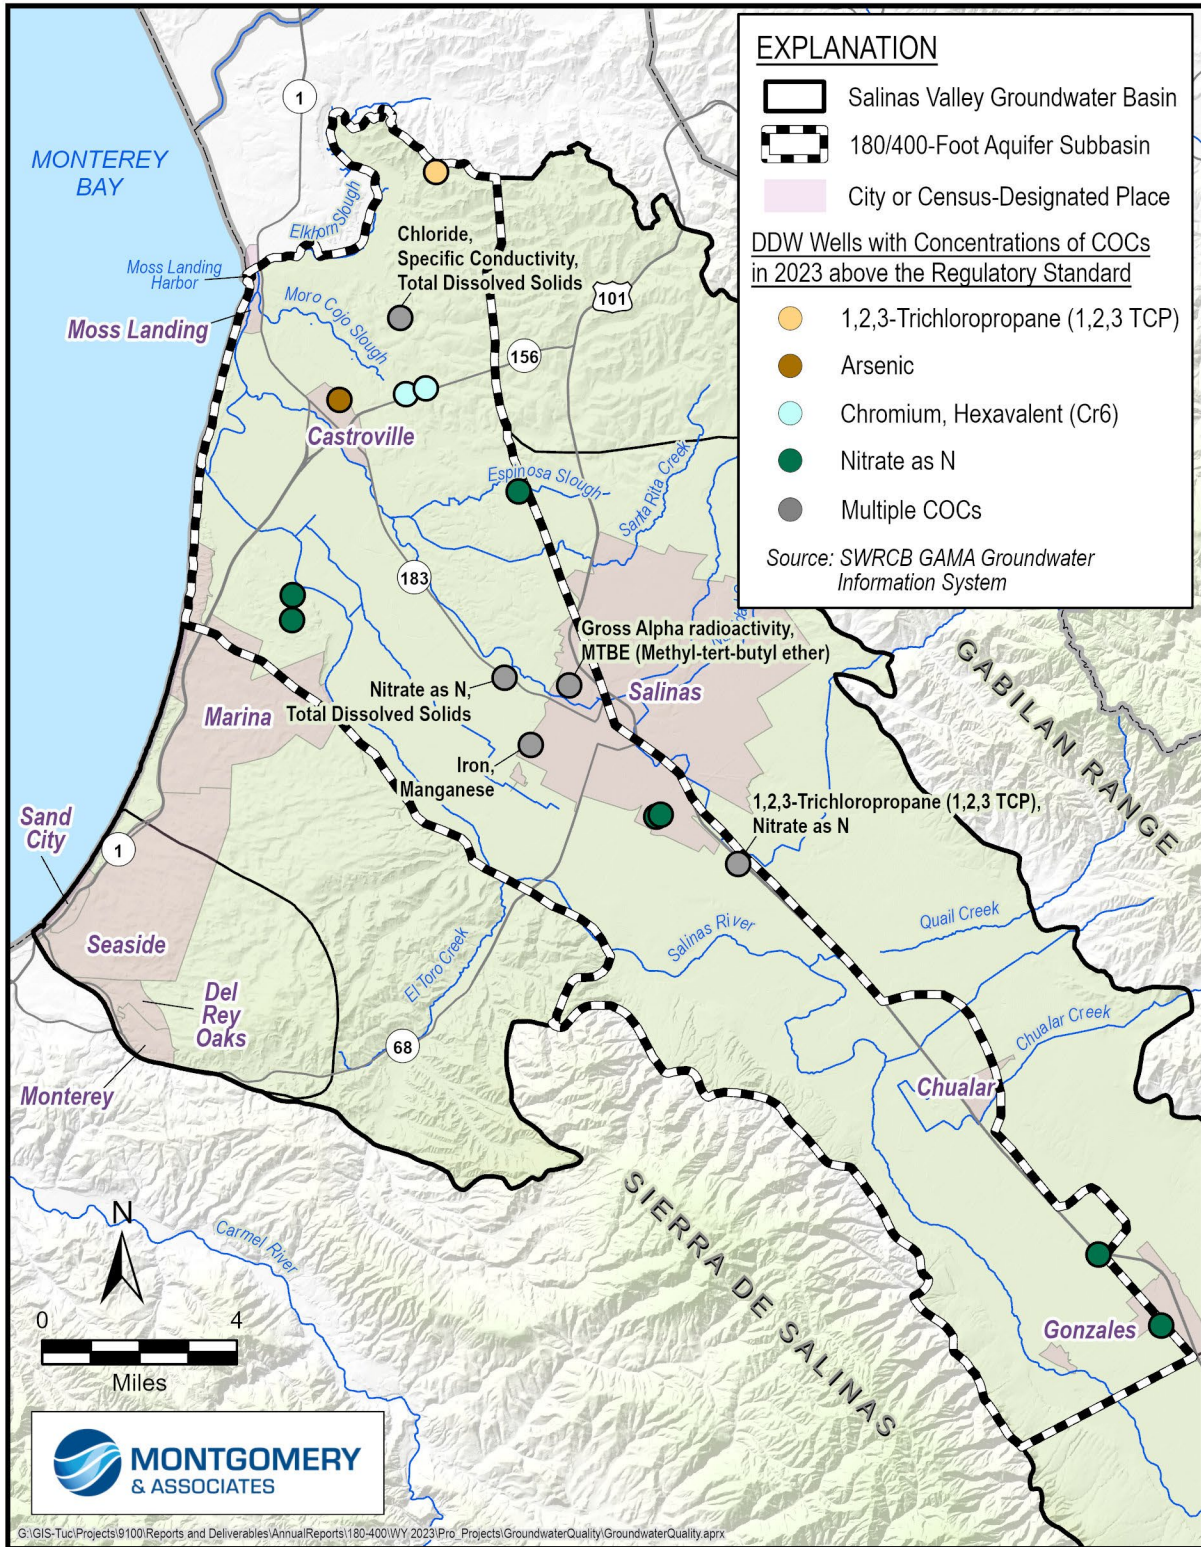 EXPLANATION
Salinas Valley Groundwater Basin
180/400-Foot Aquifer Subbasin
City or Census-Designated Place
DDW Wells with Concentrations of COCs
in 2023 above the Regulatory Standard
1,2,3-Trichloropropane (1,2,3 TCP)
Arsenic
Chromium, Hexavalent (Cr6)
Nitrate as N
Multiple COCs
Source: SWRCB GAMA Groundwater
Information System
1
MONTEREY
BAY
Elkhorn Slough
Chloride,
Specific Conductivity,
Total Dissolved Solids
Moss Landing
Harbor
Moss Landing
Moro Cojo Slough
101
156
Castroville
Espinosa Slough
Santa Rita Creek
183
Gross Alpha radioactivity,
MTBE (Methyl-tert-butyl ether)
Salinas
GABILAN RANGE
Nitrate as N,
Total Dissolved Solids
Marina
Iron,
Manganese
1,2,3-Trichloropropane (1,2,3 TCP),
Nitrate as N
Sand
City
1
Seaside
Salinas River
Quail Creek
El Toro Creek
Del
Rey
Oaks
68
Chualar Creek
Chualar
Monterey
SIERRA DE SALINAS
Carmel River
N
0 4
Miles
Gonzales
MONTGOMERY
& ASSOCIATES
G:\GIS-Tuc\Projects\9100\Reports and Deliverables\AnnualReports\180-400\WY 2023\Pro_Projects\GroundwaterQuality\GroundwaterQuality.aprx